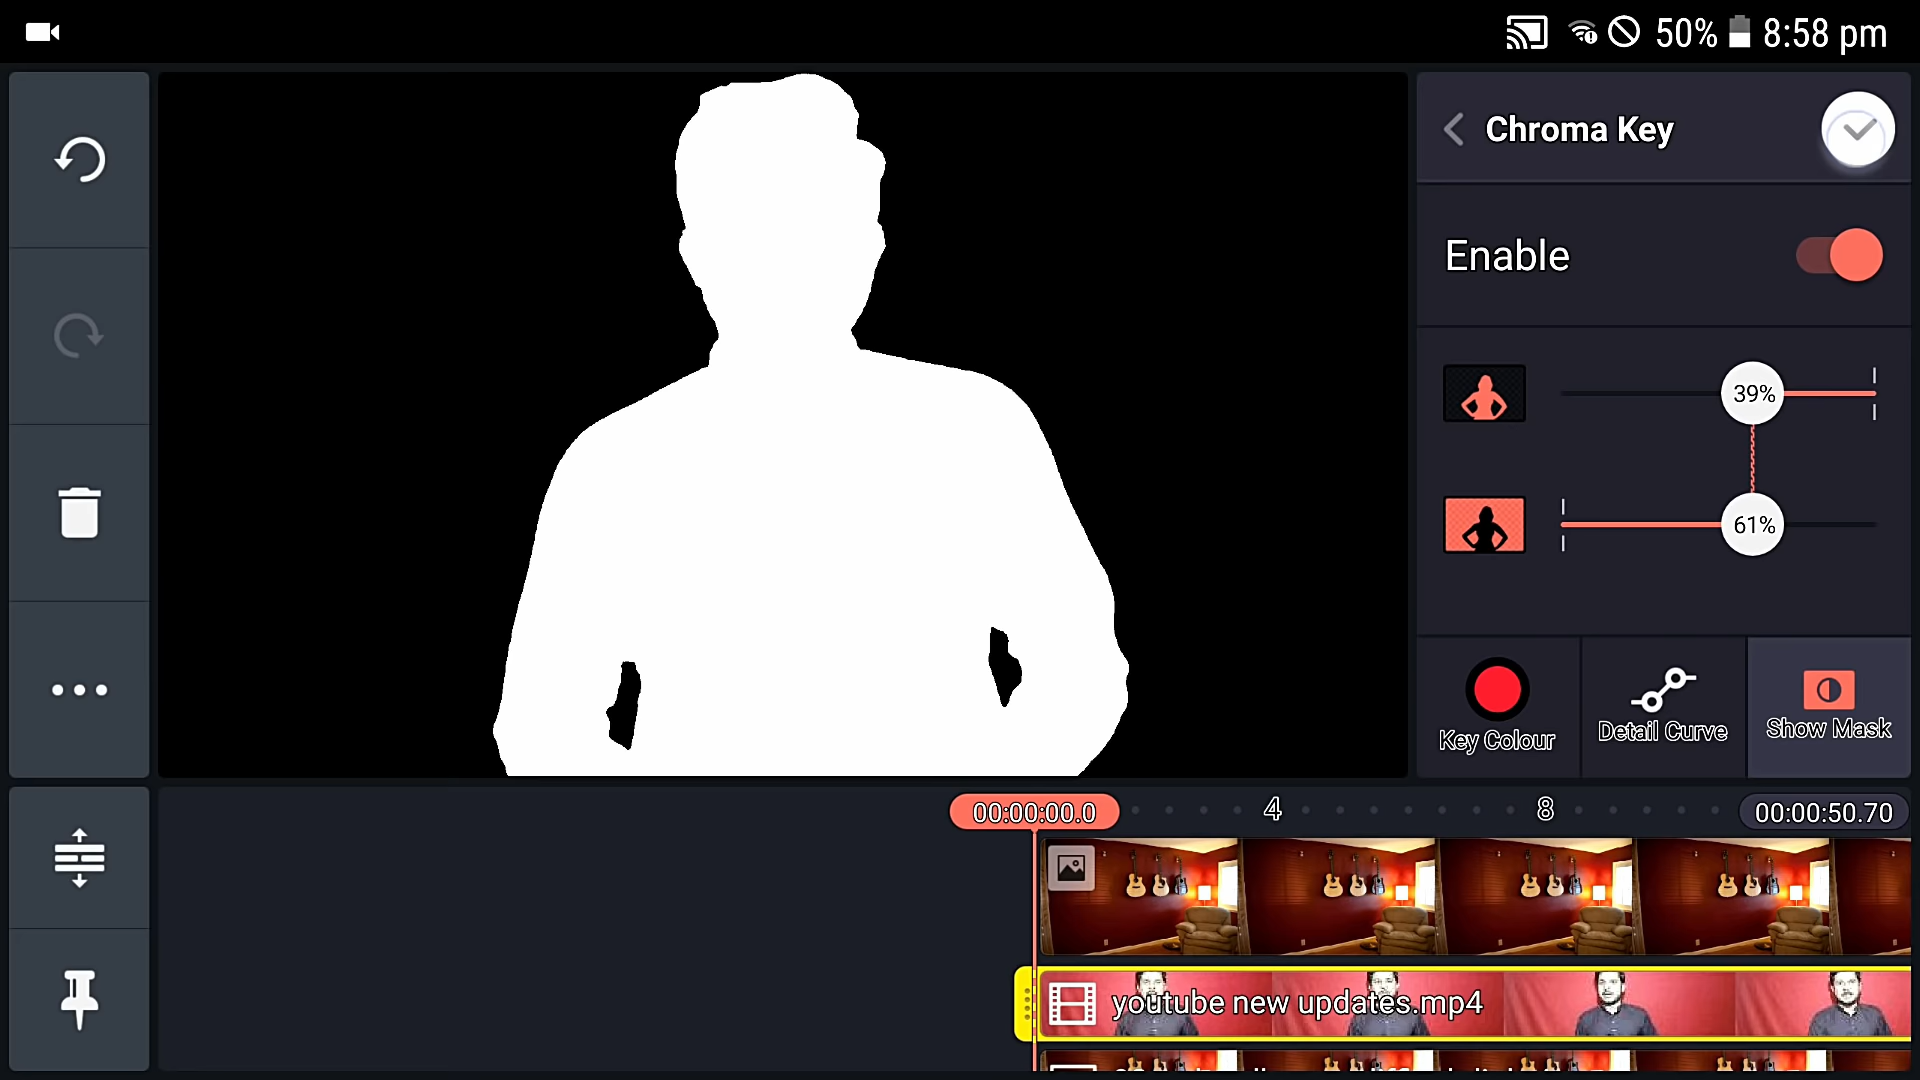 50% 8:58 pm
Chroma Key
Enable
39%
61%
Key Colour
Detail Curve
Show Mask
00:00:00.0
4
8
00:00:50.70
youtube new updates.mp4